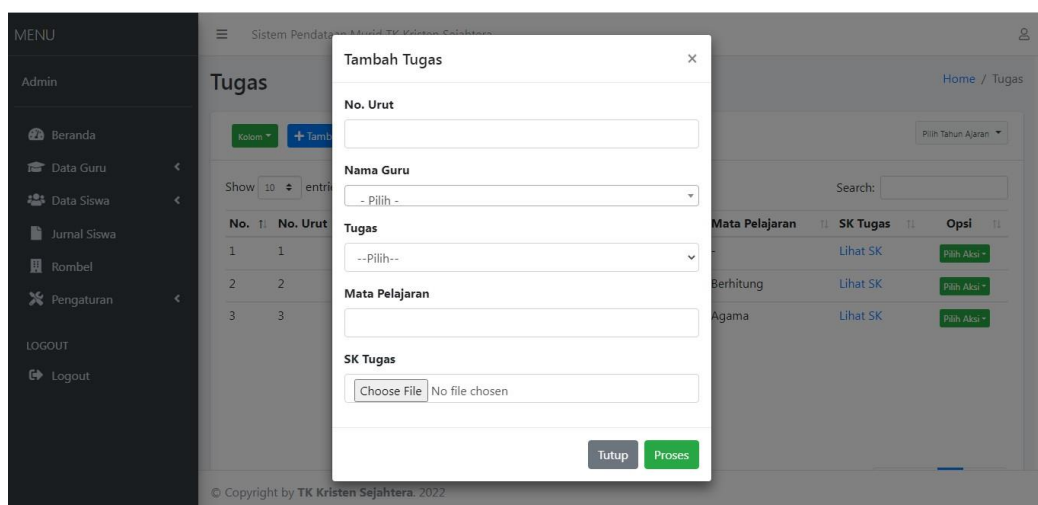 MENU
Sistem Pendataan Murid TK Kristen Sejahtera
Admin
Tugas
Home / Tugas
Beranda
Data Guru
Data Siswa
Jurnal Siswa
Rombel
Pengaturan
LOGOUT
Logout
Kolom
+ Tamb
Pilih Tahun Ajaran
Show 10 entri
Search:
No. No. Urut Mata Pelajaran SK Tugas Opsi
1 1 - Lihat SK Pilih Aksi
2 2 Berhitung Lihat SK Pilih Aksi
3 3 Agama Lihat SK Pilih Aksi
Tambah Tugas ×
No. Urut
Nama Guru
- Pilih -
Tugas
--Pilih--
Mata Pelajaran
SK Tugas
Choose File No file chosen
Tutup Proses
© Copyright by TK Kristen Sejahtera. 2022